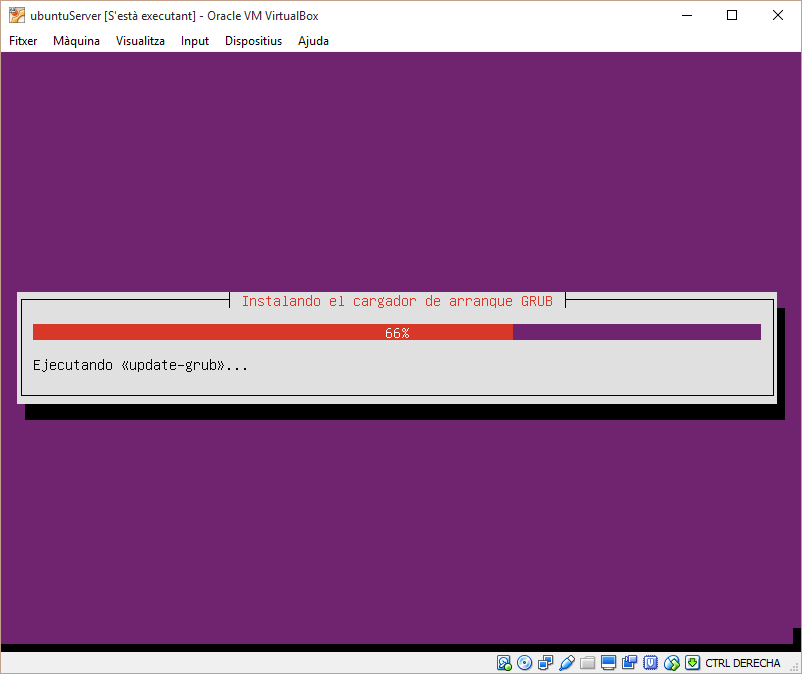 ubuntuServer [S'està executant] - Oracle VM VirtualBox
Fitxer Màquina Visualitza Input Dispositius Ajuda
Instalando el cargador de arranque GRUB
66%
Ejecutando «update-grub»...
CTRL DERECHA